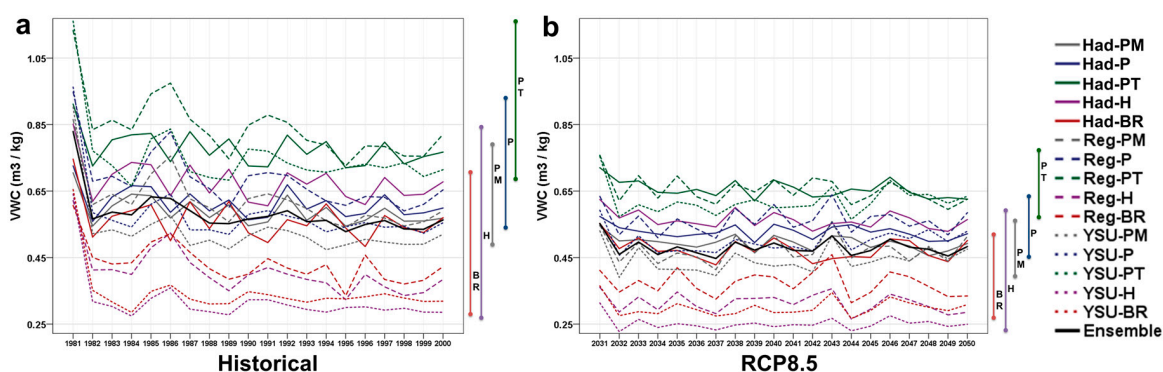 a
b
VWC (m3 / kg)
1.05
0.85
0.65
0.45
0.25
1981 1982 1983 1984 1985 1986 1987 1988 1989 1990 1991 1992 1993 1994 1995 1996 1997 1998 1999 2000
Historical
BR
H
PM
P
PT
VWC (m3 / kg)
1.05
0.85
0.65
0.45
0.25
2031 2032 2033 2034 2035 2036 2037 2038 2039 2040 2041 2042 2043 2044 2045 2046 2047 2048 2049 2050
RCP8.5
BR
H
PM
P
PT
Had-PM
Had-P
Had-PT
Had-H
Had-BR
Reg-PM
Reg-P
Reg-PT
Reg-H
Reg-BR
YSU-PM
YSU-P
YSU-PT
YSU-H
YSU-BR
Ensemble